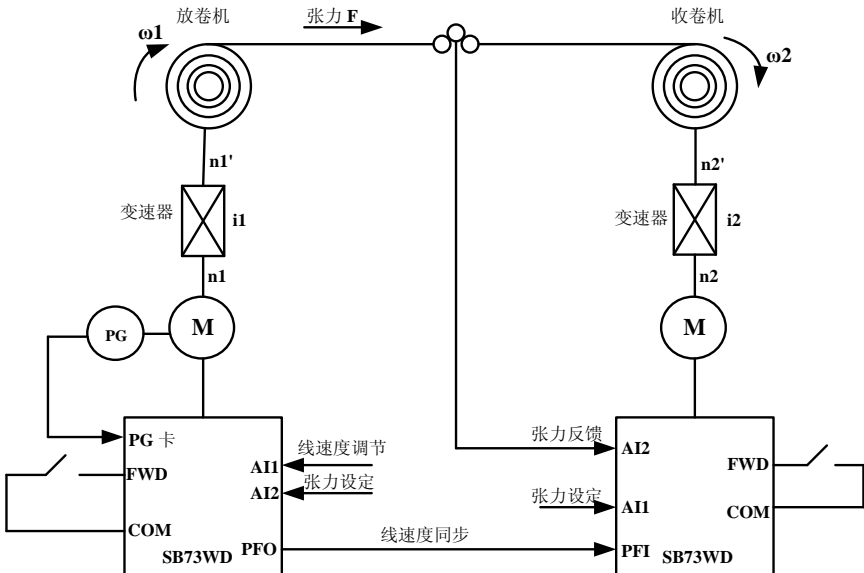 放卷机
张力 F
收卷机
ω1
ω2
n1'
n2'
变速器
i1
变速器
i2
n1
n2
PG
M
M
PG 卡
线速度调节
张力反馈
AI2
FWD
AI1
FWD
AI2
张力设定
张力设定
AI1
COM
COM
SB73WD
PFO
线速度同步
PFI
SB73WD